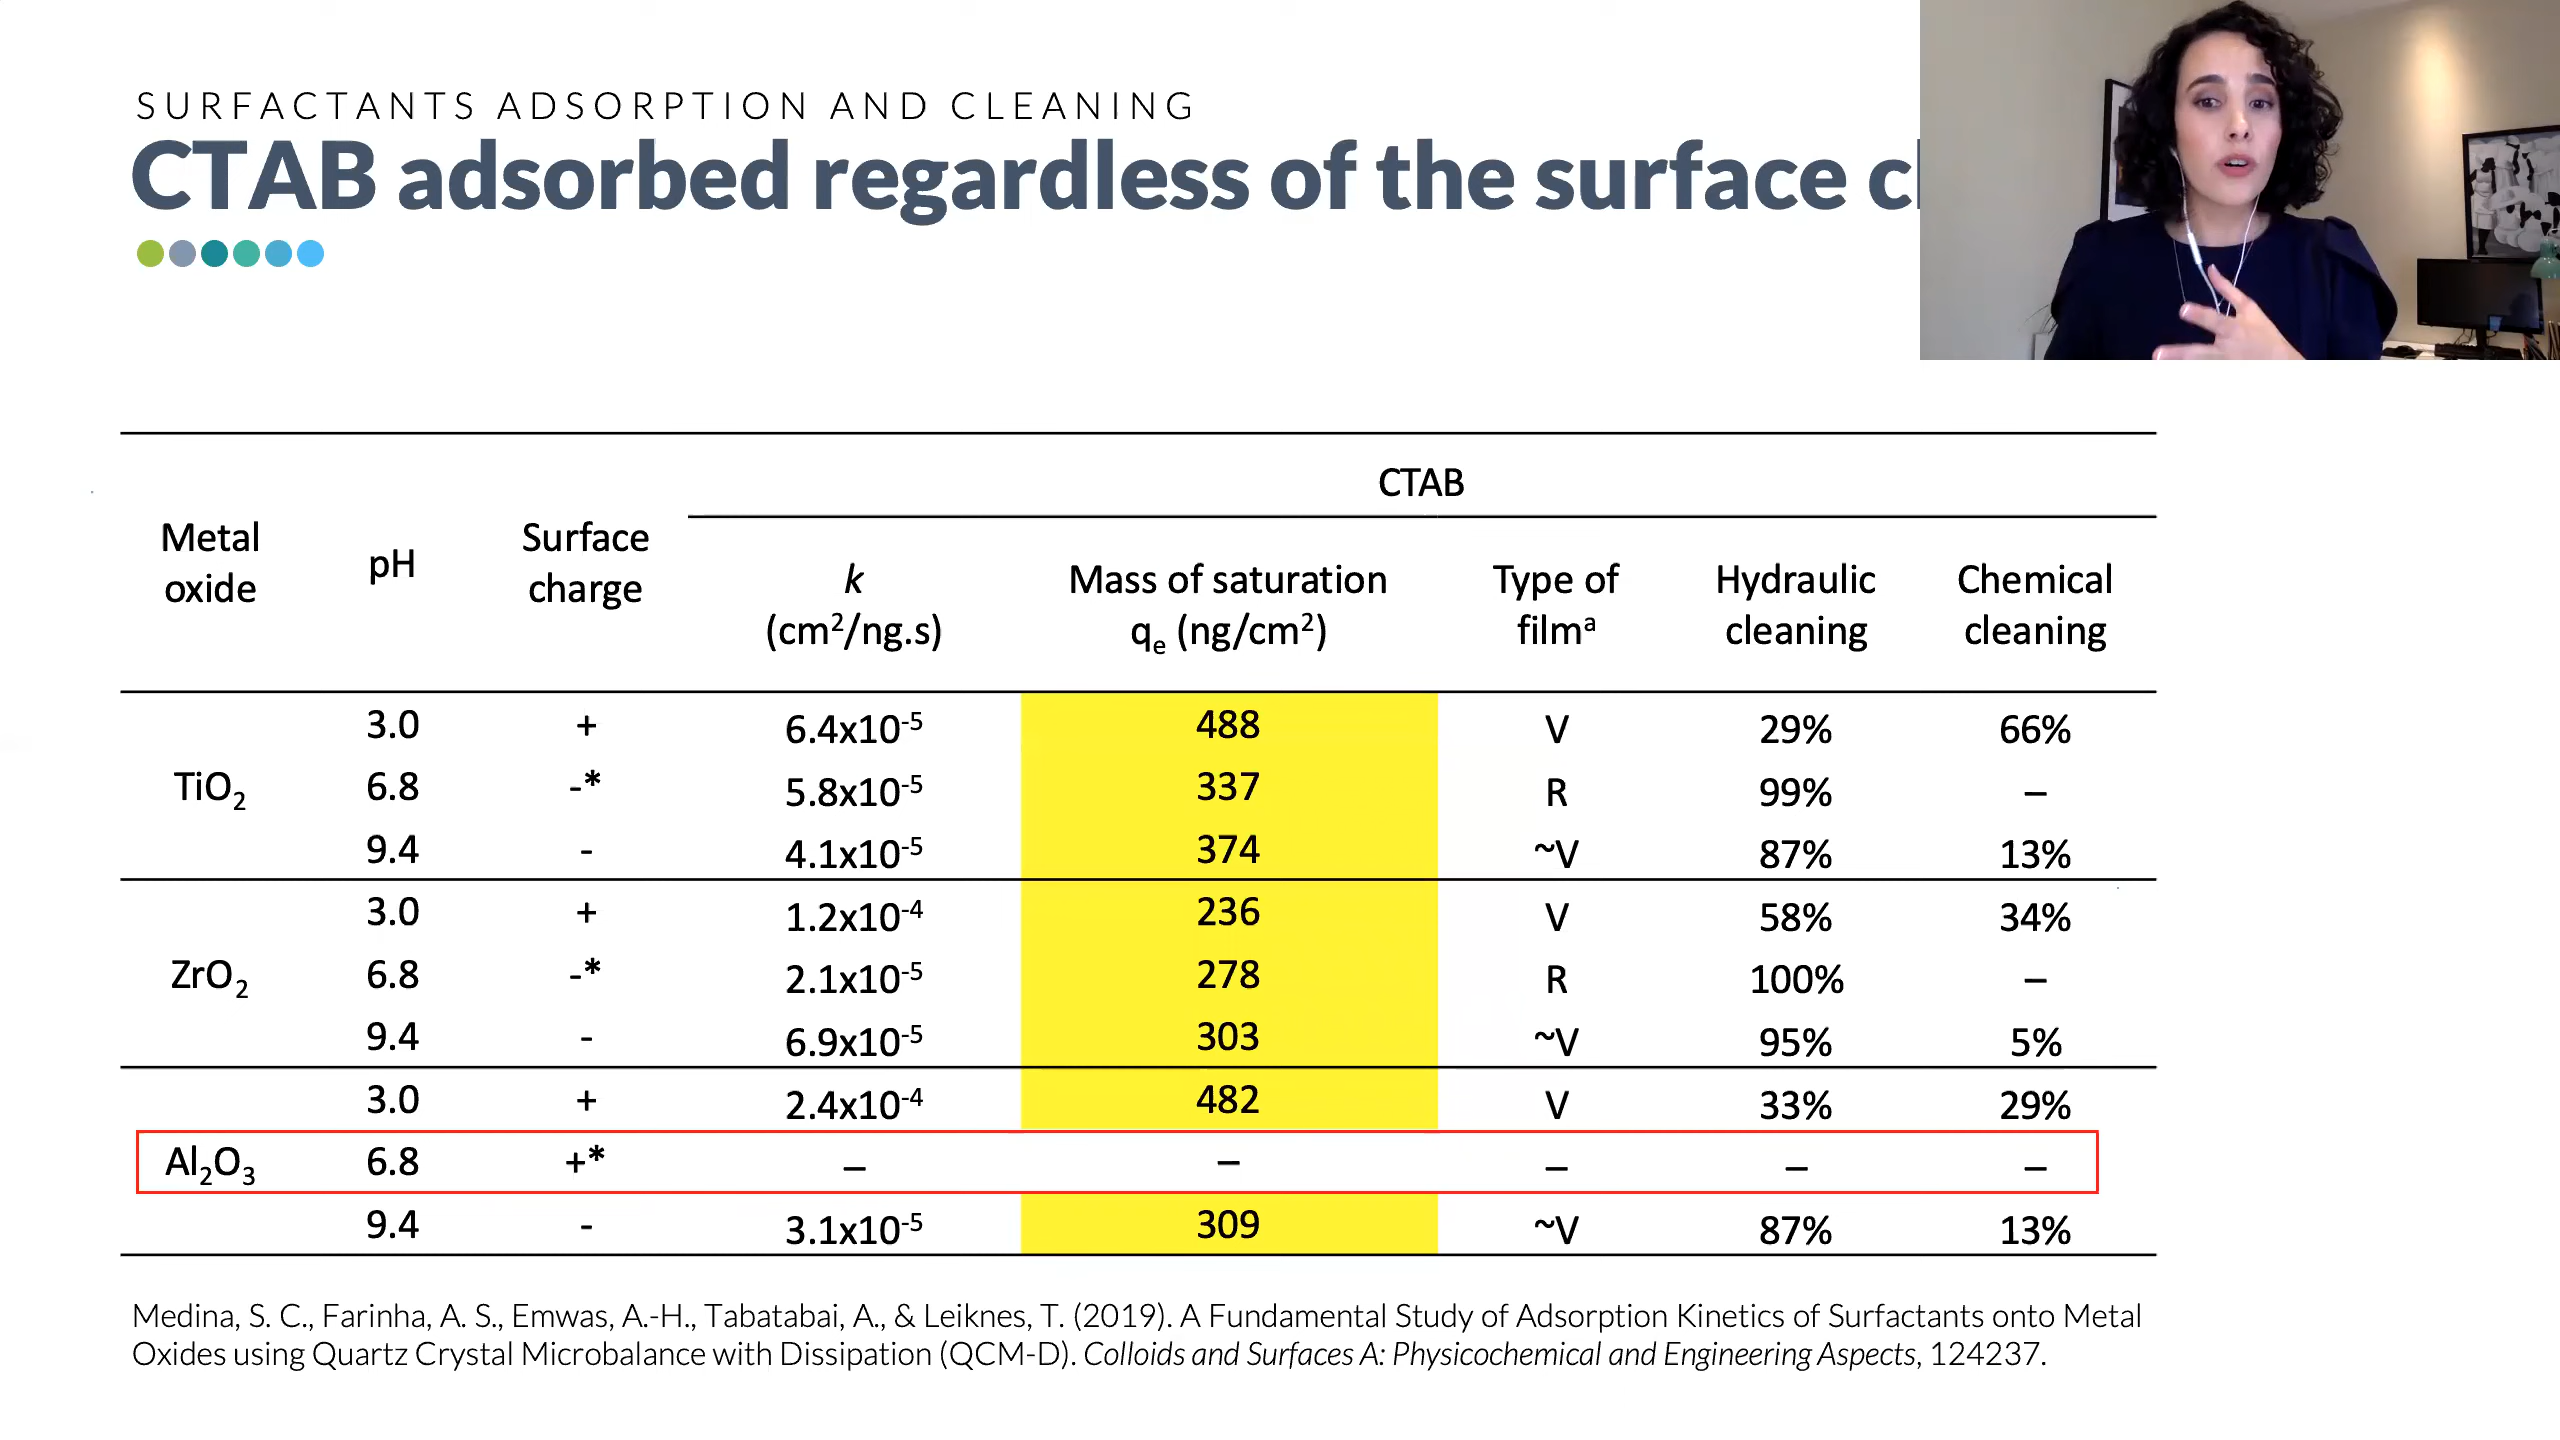 SURFACTANTS ADSORPTION AND CLEANING
CTAB adsorbed regardless of the surface
CTAB
Metal oxide pH Surface charge k (cm²/ng.s) Mass of saturation qₑ (ng/cm²) Type of filmᵃ Hydraulic cleaning Chemical cleaning
3.0 + 6.4x10⁻⁵ 488 V 29% 66%
TiO₂ 6.8 -* 5.8x10⁻⁵ 337 R 99% –
9.4 - 4.1x10⁻⁵ 374 ~V 87% 13%
3.0 + 1.2x10⁻⁴ 236 V 58% 34%
ZrO₂ 6.8 -* 2.1x10⁻⁵ 278 R 100% –
9.4 - 6.9x10⁻⁵ 303 ~V 95% 5%
3.0 + 2.4x10⁻⁴ 482 V 33% 29%
Al₂O₃ 6.8 +* – – – – –
9.4 - 3.1x10⁻⁵ 309 ~V 87% 13%
Medina, S. C., Farinha, A. S., Emwas, A.-H., Tabatabai, A., & Leiknes, T. (2019). A Fundamental Study of Adsorption Kinetics of Surfactants onto Metal
Oxides using Quartz Crystal Microbalance with Dissipation (QCM-D). Colloids and Surfaces A: Physicochemical and Engineering Aspects, 124237.